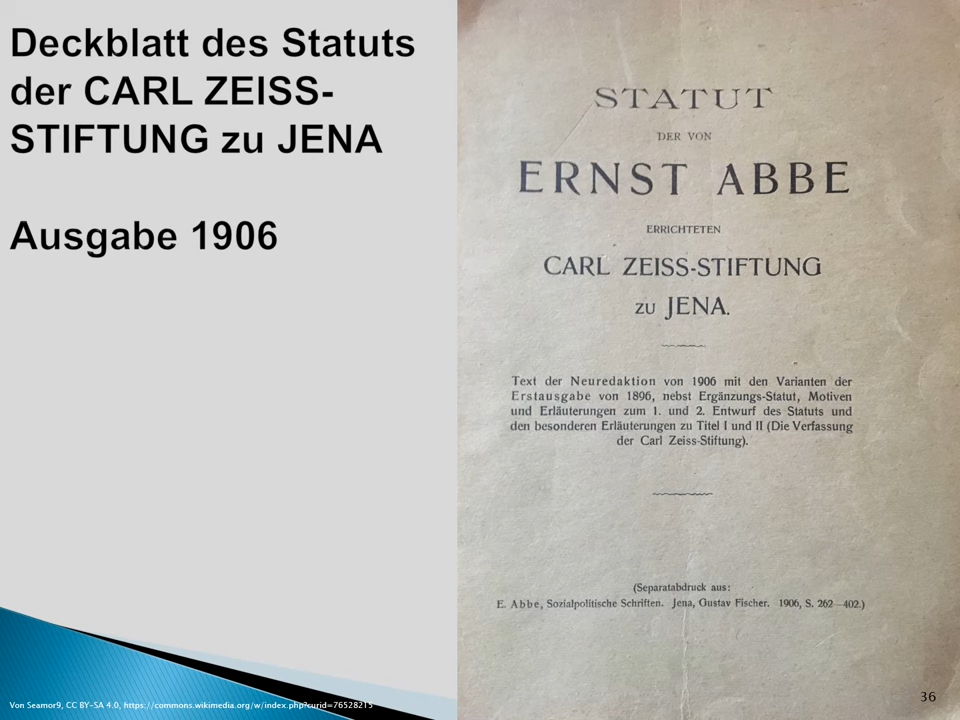 Deckblatt des Statuts
der CARL ZEISS-
STIFTUNG zu JENA
Ausgabe 1906
STATUT
DER VON
ERNST ABBE
ERRICHTETEN
CARL ZEISS-STIFTUNG
ZU JENA.
Text der Neuredaktion von 1906 mit den Varianten der
Erstausgabe von 1896, nebst Ergänzungs-Statut, Motiven
und Erläuterungen zum 1. und 2. Entwurf des Statuts und
den besonderen Erläuterungen zu Titel I und II (Die Verfassung
der Carl Zeiss-Stiftung).
(Separatabdruck aus:
E. Abbe, Sozialpolitische Schriften. Jena, Gustav Fischer. 1906, S. 262—402.)
Von Seamor9, CC BY-SA 4.0, https://commons.wikimedia.org/w/index.php?curid=76528215
36